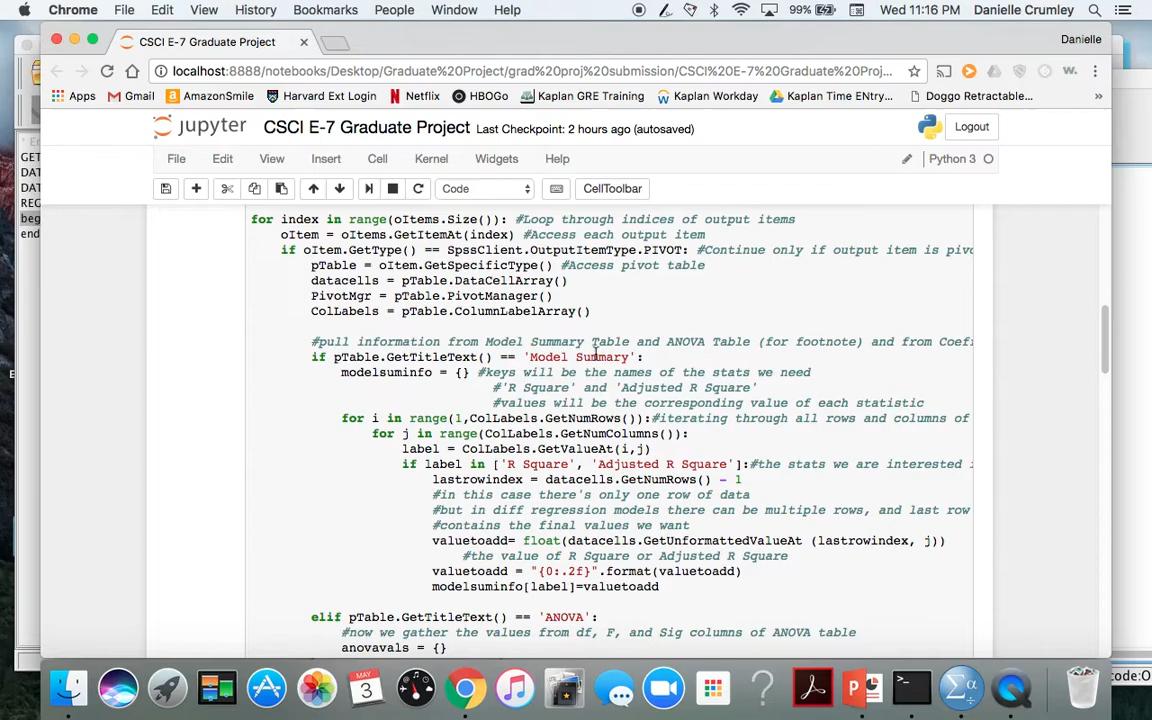 Chrome File Edit View History Bookmarks People Window Help 99% Wed 11:16 PM Danielle Crumley
CSCI E-7 Graduate Project Danielle
localhost:8888/notebooks/Desktop/Graduate%20Project/grad%20proj%20submission/CSCI%20E-7%20Graduate%20Proj...
Apps Gmail AmazonSmile Harvard Ext Login Netflix HBOGo Kaplan GRE Training Kaplan Workday Kaplan Time ENtry... Doggo Retractable... »
jupyter CSCI E-7 Graduate Project Last Checkpoint: 2 hours ago (autosaved) Logout
File Edit View Insert Cell Kernel Widgets Help Python 3
Code CellToolbar
GET
DAT
DAT
REG
beg
end
for index in range(oItems.Size()): #Loop through indices of output items
oItem = oItems.GetItemAt(index) #Access each output item
if oItem.GetType() == SpssClient.OutputItemType.PIVOT: #Continue only if output item is piv
pTable = oItem.GetSpecificType() #Access pivot table
datacells = pTable.DataCellArray()
PivotMgr = pTable.PivotManager()
ColLabels = pTable.ColumnLabelArray()
#pull information from Model Summary Table and ANOVA Table (for footnote) and from Coef
if pTable.GetTitleText() == 'Model Summary':
modelsuminfo = {} #keys will be the names of the stats we need
#'R Square' and 'Adjusted R Square'
#values will be the corresponding value of each statistic
for i in range(1,ColLabels.GetNumRows()):#iterating through all rows and columns of
for j in range(ColLabels.GetNumColumns()):
label = ColLabels.GetValueAt(i,j)
if label in ['R Square', 'Adjusted R Square']:#the stats we are interested i
lastrowindex = datacells.GetNumRows() - 1
#in this case there's only one row of data
#but in diff regression models there can be multiple rows, and last row
#contains the final values we want
valuetoadd= float(datacells.GetUnformattedValueAt (lastrowindex, j))
#the value of R Square or Adjusted R Square
valuetoadd = "{0:.2f}".format(valuetoadd)
modelsuminfo[label]=valuetoadd
elif pTable.GetTitleText() == 'ANOVA':
#now we gather the values from df, F, and Sig columns of ANOVA table
anovavals = {}
code:O
MAY
3